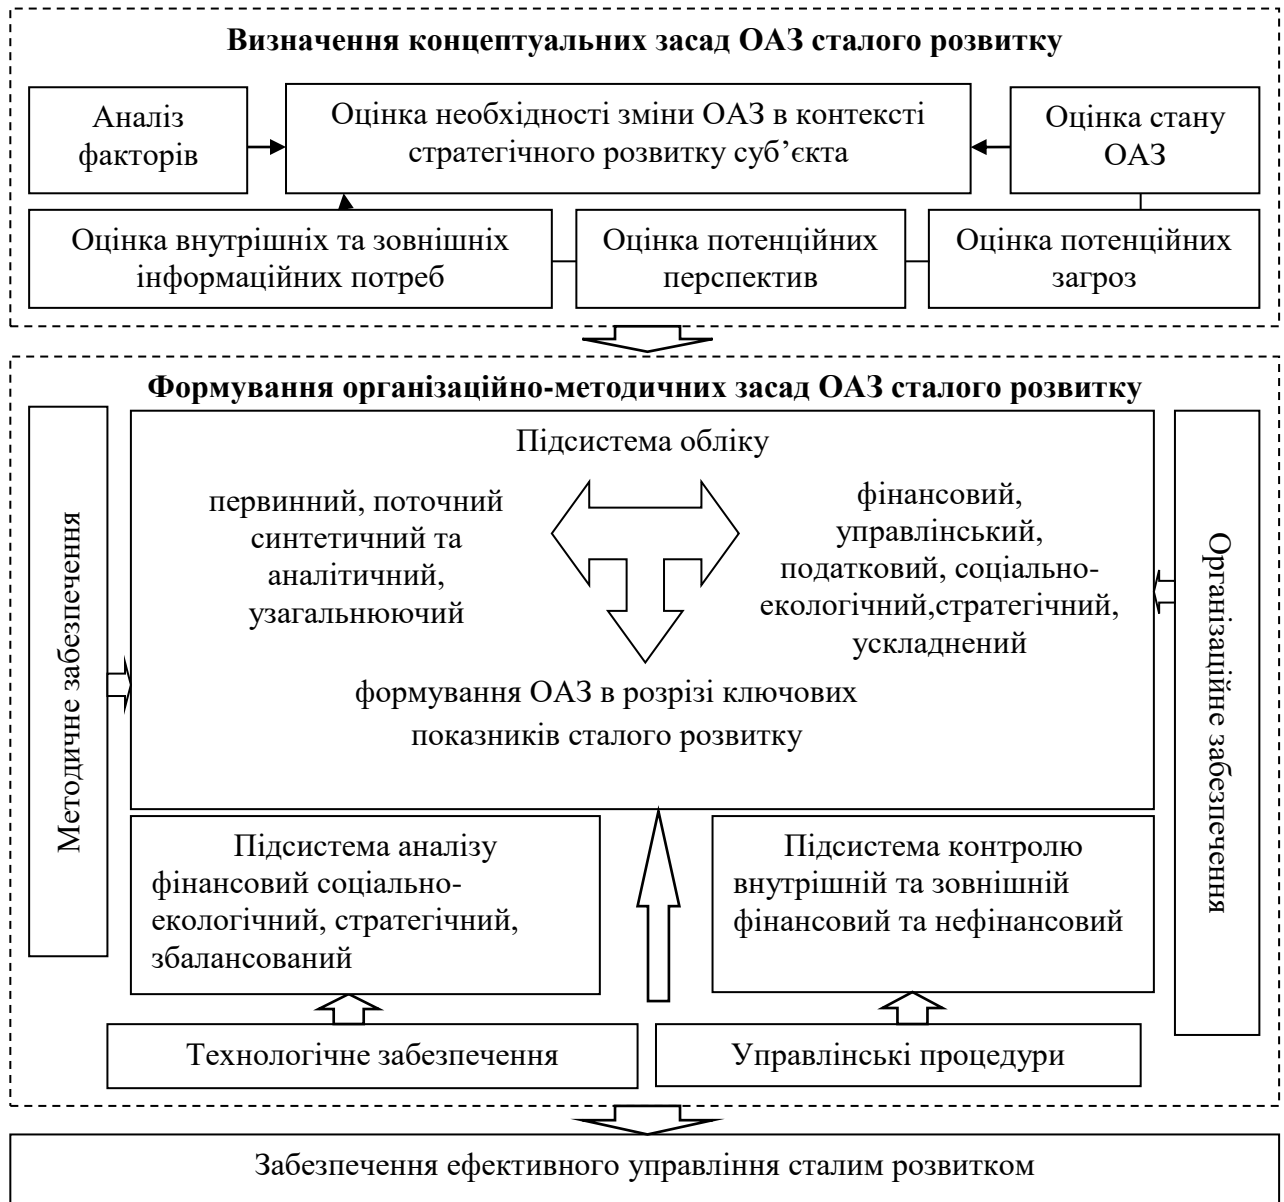 Визначення концептуальних засад ОАЗ сталого розвитку
Аналіз
факторів
Оцінка необхідності зміни ОАЗ в контексті
стратегічного розвитку суб’єкта
Оцінка стану
ОАЗ
Оцінка внутрішніх та зовнішніх
інформаційних потреб
Оцінка потенційних
перспектив
Оцінка потенційних
загроз
Формування організаційно-методичних засад ОАЗ сталого розвитку
Методичне забезпечення
Підсистема обліку
первинний, поточний
синтетичний та
аналітичний,
узагальнюючий
фінансовий,
управлінський,
податковий, соціально-
екологічний,стратегічний,
ускладнений
формування ОАЗ в розрізі ключових
показників сталого розвитку
Організаційне забезпечення
Підсистема аналізу
фінансовий соціально-
екологічний, стратегічний,
збалансований
Підсистема контролю
внутрішній та зовнішній
фінансовий та нефінансовий
Технологічне забезпечення
Управлінські процедури
Забезпечення ефективного управління сталим розвитком